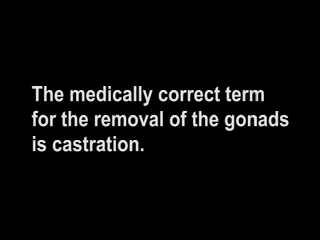 The medically correct term
for the removal of the gonads
is castration.